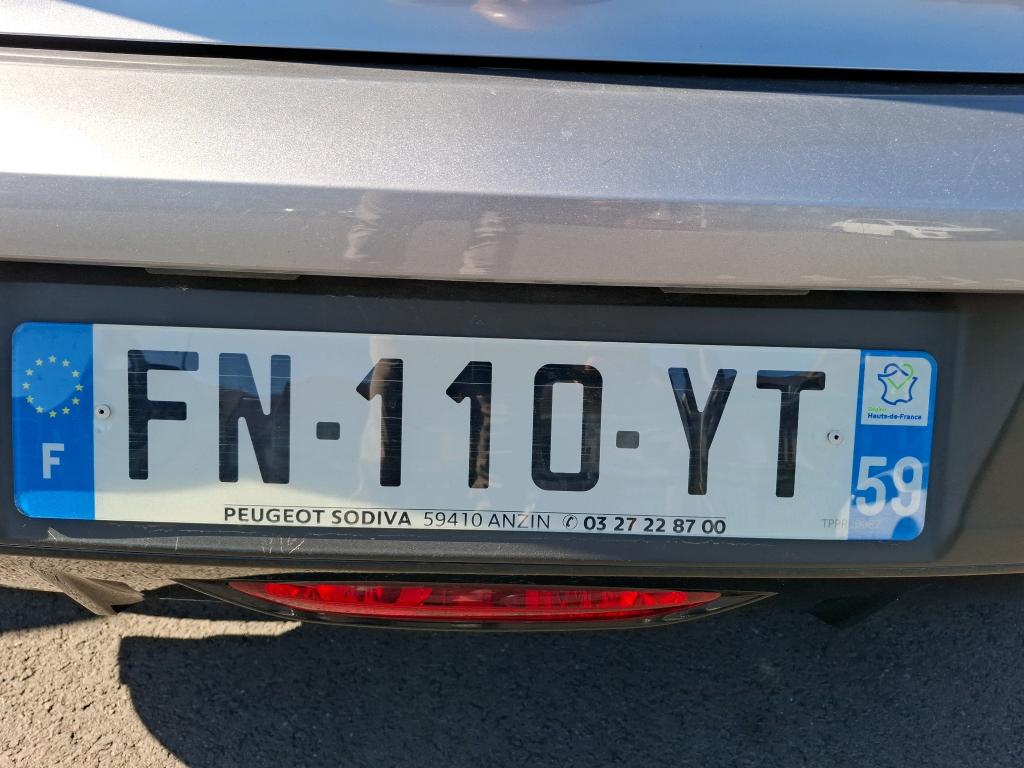 FN-110-YT
F
Région
Hauts-de-France
59
PEUGEOT SODIVA 59410 ANZIN ✆ 03 27 22 87 00